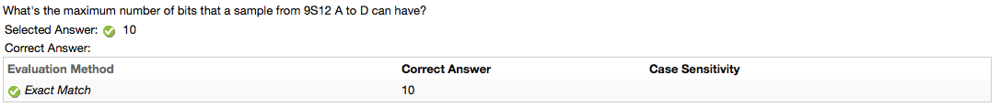 What's the maximum number of bits that a sample from 9S12 A to D can have?
Selected Answer: 10
Correct Answer:
Evaluation Method Correct Answer Case Sensitivity
Exact Match 10